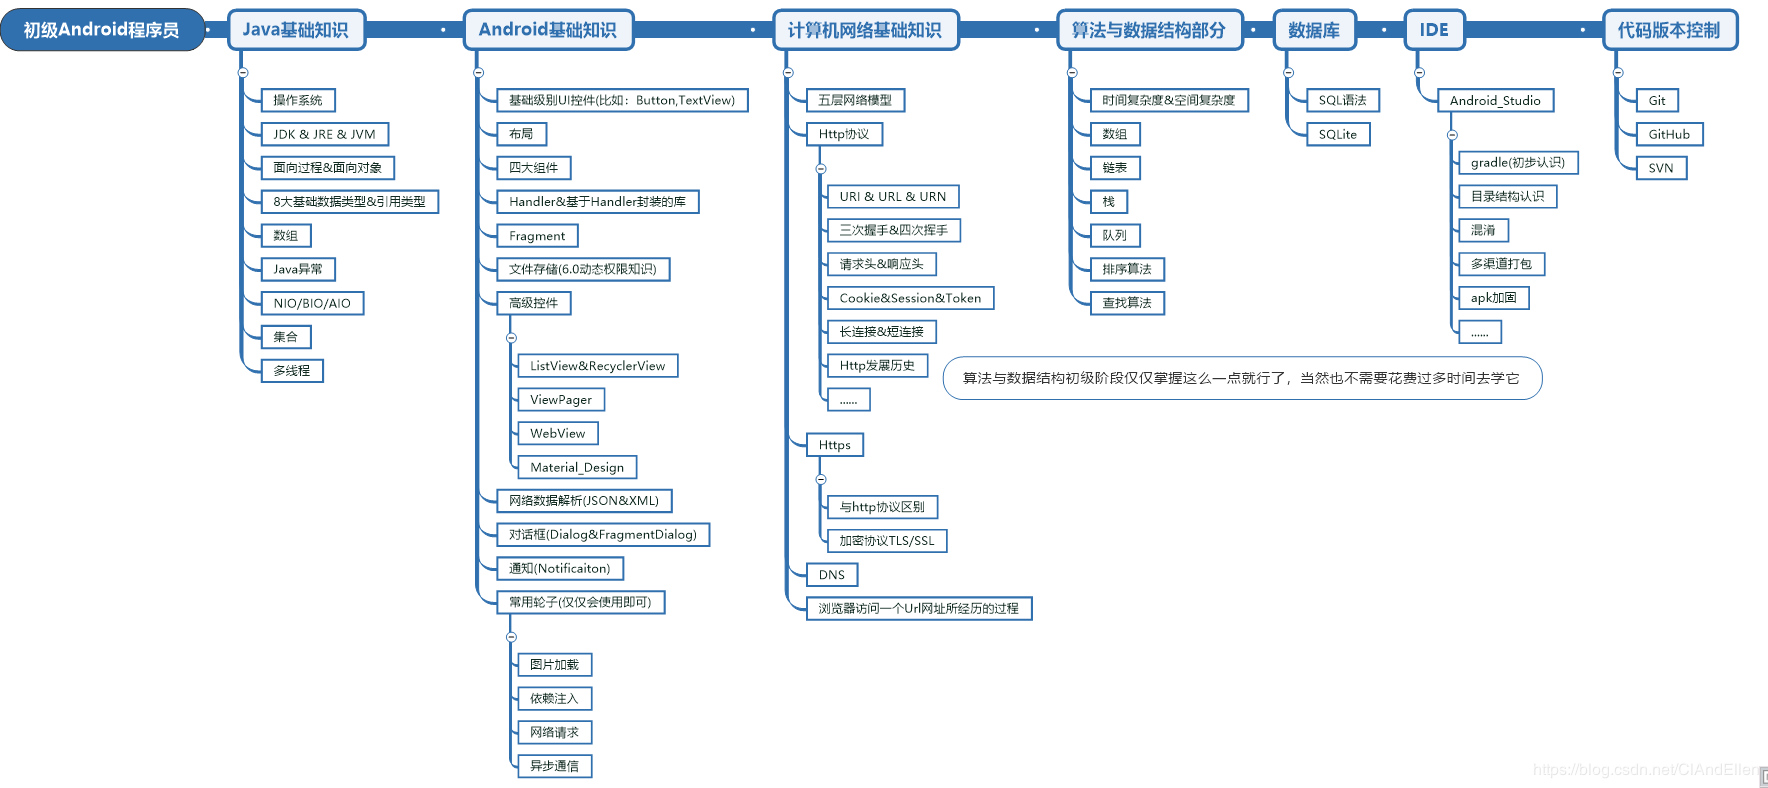 初级Android程序员
Java基础知识
操作系统
JDK & JRE & JVM
面向过程&面向对象
8大基础数据类型&引用类型
数组
Java异常
NIO/BIO/AIO
集合
多线程
Android基础知识
基础级别UI控件(比如：Button,TextView)
布局
四大组件
Handler&基于Handler封装的库
Fragment
文件存储(6.0动态权限知识)
高级控件
ListView&RecyclerView
ViewPager
WebView
Material_Design
网络数据解析(JSON&XML)
对话框(Dialog&FragmentDialog)
通知(Notificaiton)
常用轮子(仅仅会使用即可)
图片加载
依赖注入
网络请求
异步通信
计算机网络基础知识
五层网络模型
Http协议
URI & URL & URN
三次握手&四次挥手
请求头&响应头
Cookie&Session&Token
长连接&短连接
Http发展历史
......
Https
与http协议区别
加密协议TLS/SSL
DNS
浏览器访问一个Url网址所经历的过程
算法与数据结构部分
时间复杂度&空间复杂度
数组
链表
栈
队列
排序算法
查找算法
算法与数据结构初级阶段仅仅掌握这么一点就行了，当然也不需要花费过多时间去学它
数据库
SQL语法
SQLite
IDE
Android_Studio
gradle(初步认识)
目录结构认识
混淆
多渠道打包
apk加固
......
代码版本控制
Git
GitHub
SVN